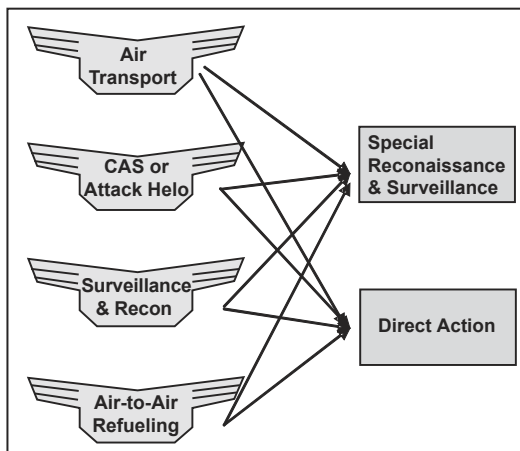 Air
Transport
CAS or
Attack Helo
Surveillance
& Recon
Air-to-Air
Refueling
Special
Reconaissance
& Surveillance
Direct Action